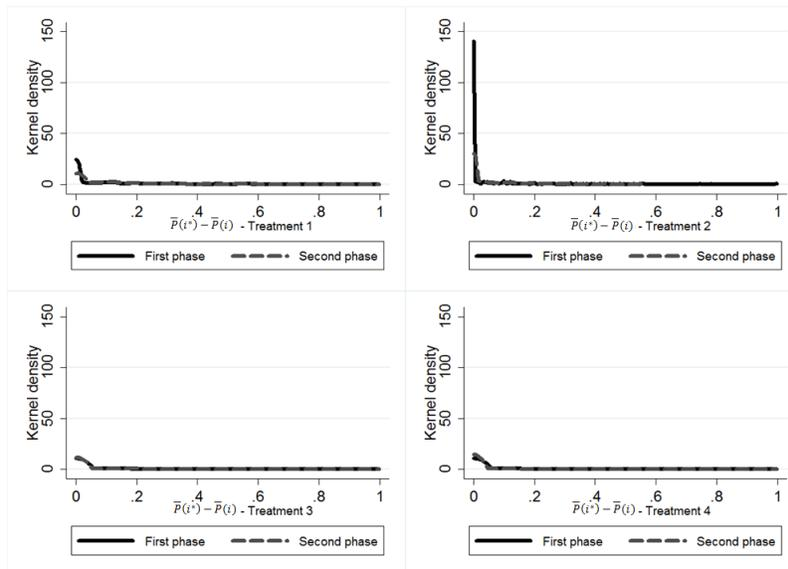 Kernel density
150
100
50
0
0 .2 .4 .6 .8 1
P̅(i*) − P̅(i) - Treatment 1
First phase Second phase
Kernel density
150
100
50
0
0 .2 .4 .6 .8 1
P̅(i*) − P̅(i) - Treatment 2
First phase Second phase
Kernel density
150
100
50
0
0 .2 .4 .6 .8 1
P̅(i*) − P̅(i) - Treatment 3
First phase Second phase
Kernel density
150
100
50
0
0 .2 .4 .6 .8 1
P̅(i*) − P̅(i) - Treatment 4
First phase Second phase